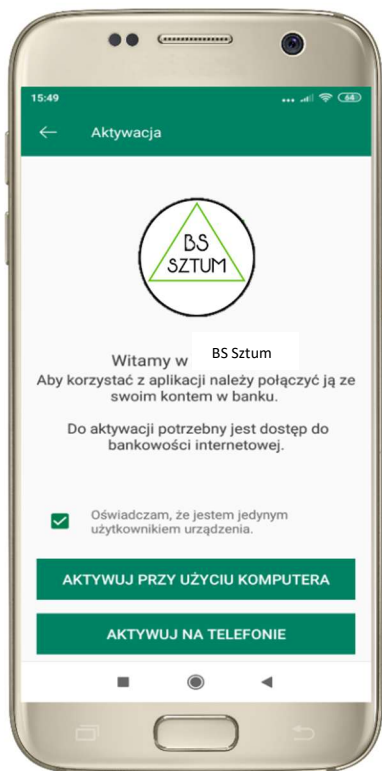 15:49
64
Aktywacja
BS
SZTUM
Witamy w BS Sztum
Aby korzystać z aplikacji należy połączyć ją ze
swoim kontem w banku.
Do aktywacji potrzebny jest dostęp do
bankowości internetowej.
Oświadczam, że jestem jedynym
użytkownikiem urządzenia.
AKTYWUJ PRZY UŻYCIU KOMPUTERA
AKTYWUJ NA TELEFONIE